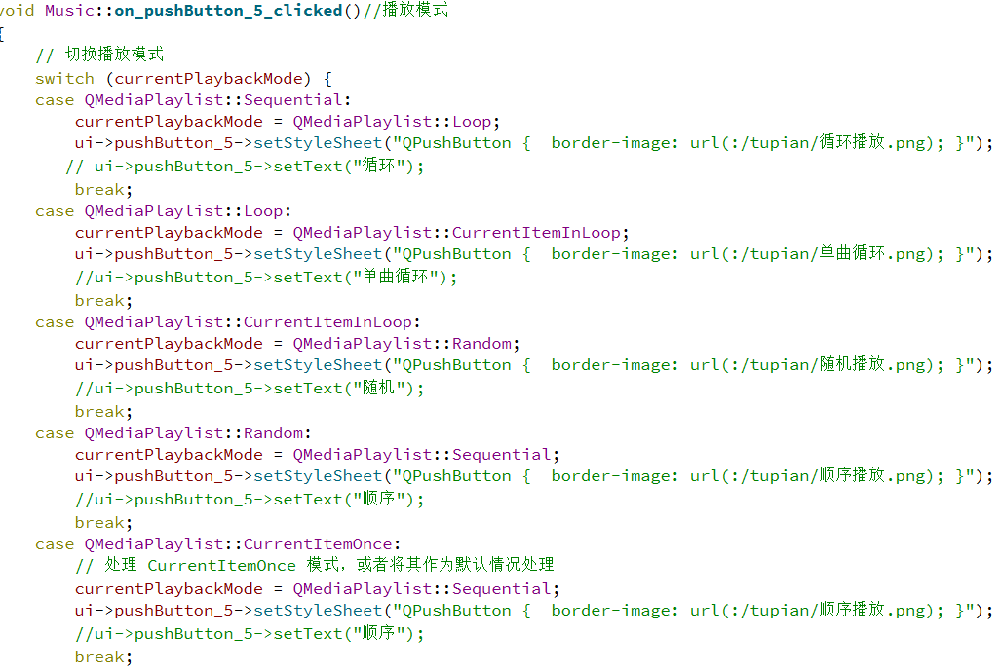 void Music::on_pushButton_5_clicked()//播放模式
{
    // 切换播放模式
    switch (currentPlaybackMode) {
    case QMediaPlaylist::Sequential:
        currentPlaybackMode = QMediaPlaylist::Loop;
        ui->pushButton_5->setStyleSheet("QPushButton {  border-image: url(:/tupian/循环播放.png); }");
       // ui->pushButton_5->setText("循环");
        break;
    case QMediaPlaylist::Loop:
        currentPlaybackMode = QMediaPlaylist::CurrentItemInLoop;
        ui->pushButton_5->setStyleSheet("QPushButton {  border-image: url(:/tupian/单曲循环.png); }");
        //ui->pushButton_5->setText("单曲循环");
        break;
    case QMediaPlaylist::CurrentItemInLoop:
        currentPlaybackMode = QMediaPlaylist::Random;
        ui->pushButton_5->setStyleSheet("QPushButton {  border-image: url(:/tupian/随机播放.png); }");
        //ui->pushButton_5->setText("随机");
        break;
    case QMediaPlaylist::Random:
        currentPlaybackMode = QMediaPlaylist::Sequential;
        ui->pushButton_5->setStyleSheet("QPushButton {  border-image: url(:/tupian/顺序播放.png); }");
        //ui->pushButton_5->setText("顺序");
        break;
    case QMediaPlaylist::CurrentItemOnce:
        // 处理 CurrentItemOnce 模式，或者将其作为默认情况处理
        currentPlaybackMode = QMediaPlaylist::Sequential;
        ui->pushButton_5->setStyleSheet("QPushButton {  border-image: url(:/tupian/顺序播放.png); }");
        //ui->pushButton_5->setText("顺序");
        break;